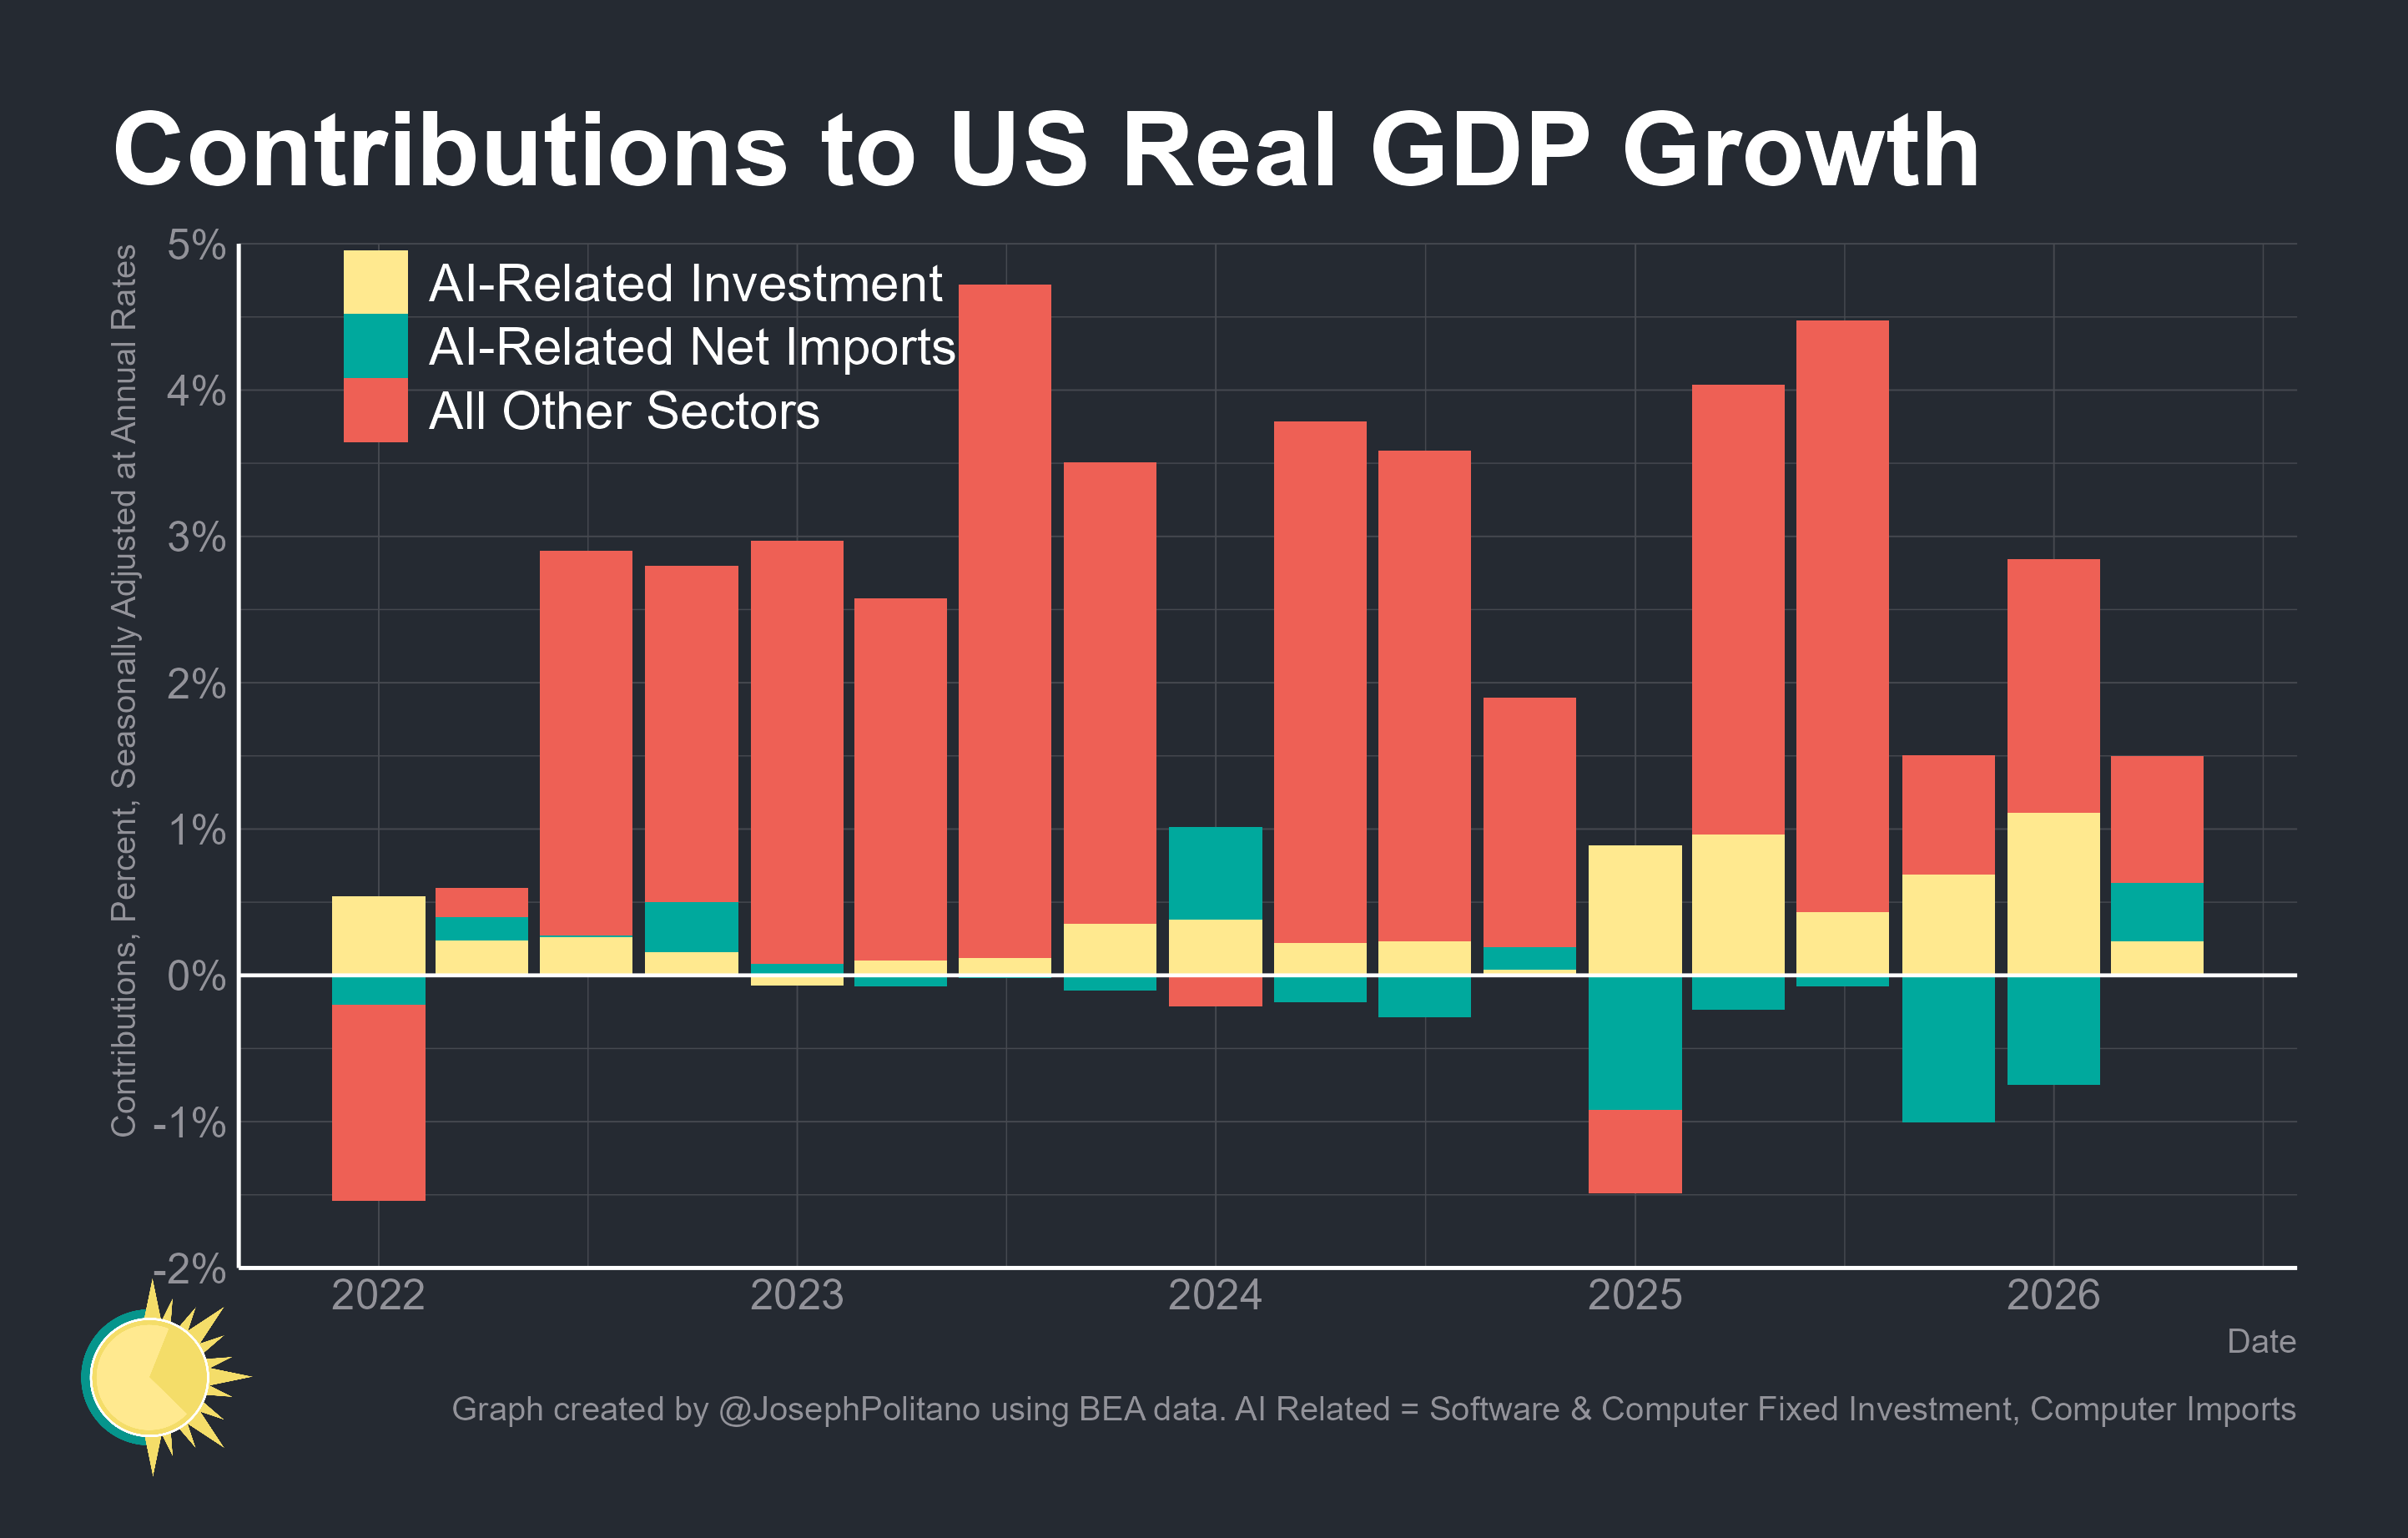 Contributions to US Real GDP Growth
Contributions, Percent, Seasonally Adjusted at Annual Rates
5%
4%
3%
2%
1%
0%
-1%
-2%
AI-Related Investment
AI-Related Net Imports
All Other Sectors
2022
2023
2024
2025
2026
Date
Graph created by @JosephPolitano using BEA data. AI Related = Software & Computer Fixed Investment, Computer Imports